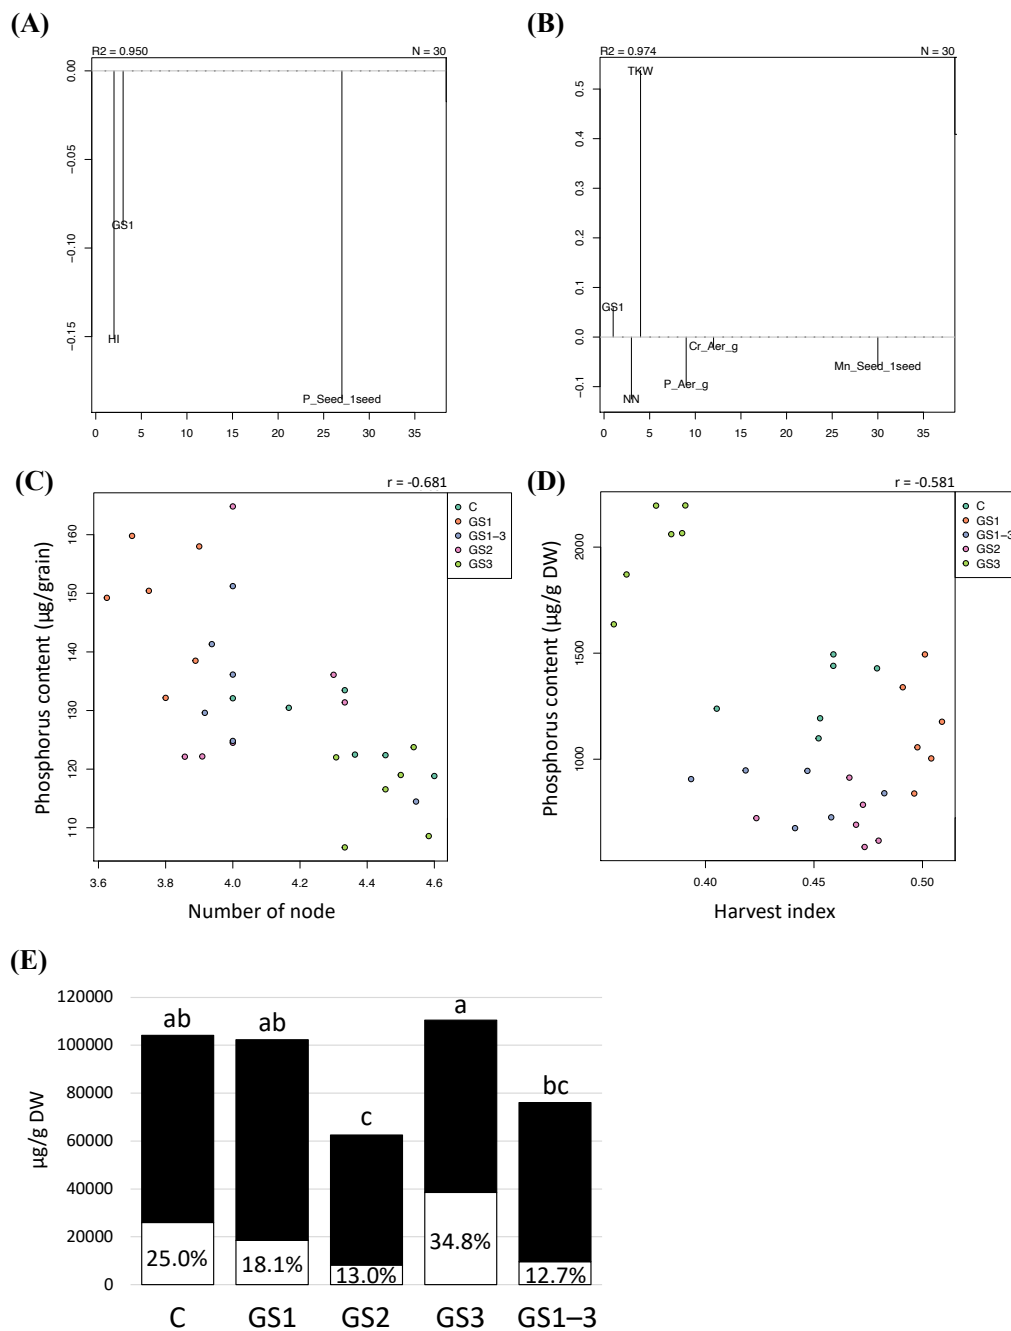 (A)
R2 = 0.950 N = 30
0.00
−0.05
−0.10
−0.15
GS1
HI
P_Seed_1seed
0 5 10 15 20 25 30 35
(B)
R2 = 0.974 N = 30
0.5
0.4
0.3
0.2
0.1
0.0
−0.1
TKW
GS1
Cr_Aer_g
Mn_Seed_1seed
P_Aer_g
NN
0 5 10 15 20 25 30 35
(C)
r = -0.681
C
GS1
GS1−3
GS2
GS3
Phosphorus content (µg/grain)
160
150
140
130
120
110
3.6 3.8 4.0 4.2 4.4 4.6
Number of node
(D)
r = -0.581
C
GS1
GS1−3
GS2
GS3
Phosphorus content (µg/g DW)
2000
1500
1000
0.40 0.45 0.50
Harvest index
(E)
µg/g DW
120000
100000
80000
60000
40000
20000
0
ab ab c a bc
25.0% 18.1% 13.0% 34.8% 12.7%
C GS1 GS2 GS3 GS1–3